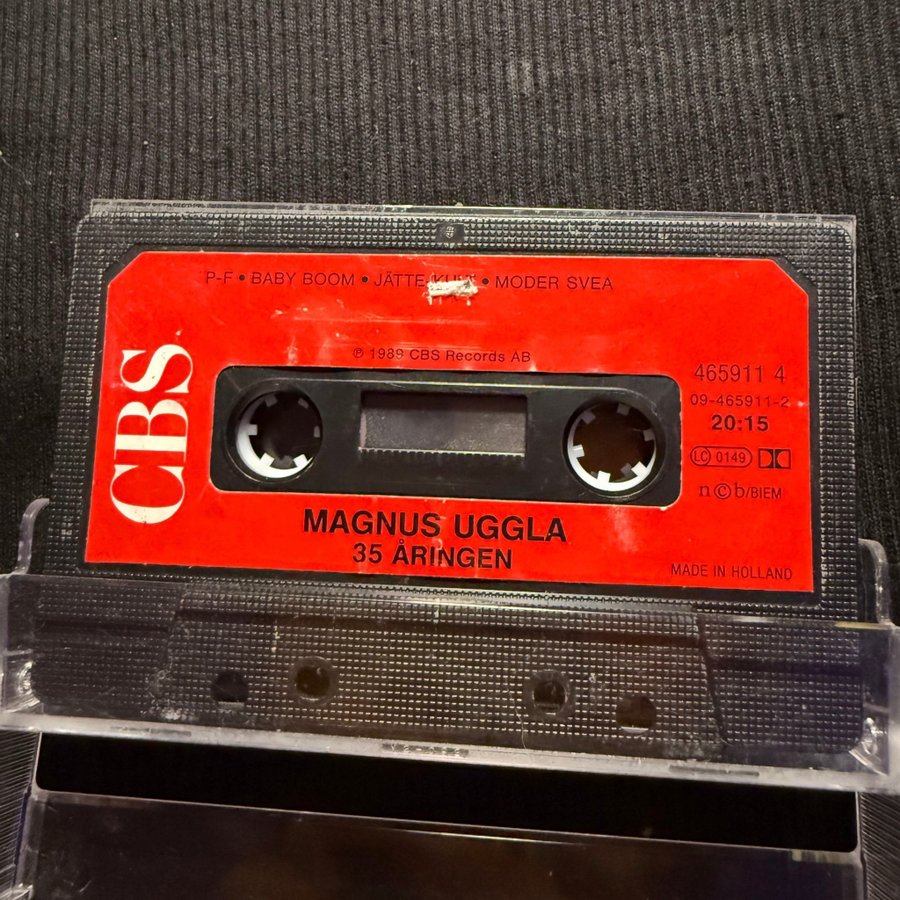 P-F • BABY BOOM • JÄTTE • MODER SVEA
℗ 1989 CBS Records AB
CBS
465911 4
09-465911-2
20:15
LC 0149
n©b/BIEM
MAGNUS UGGLA
35 ÅRINGEN
MADE IN HOLLAND